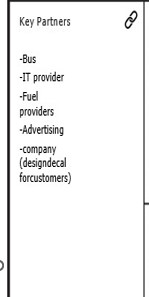 Key Partners
-Bus
-IT provider
-Fuel
providers
-Advertising
-company
(designdecal
forcustomers)